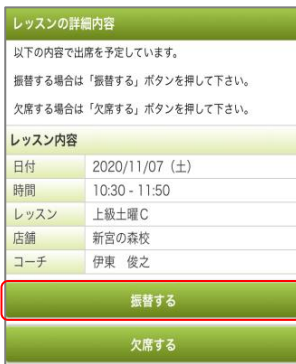 レッスンの詳細内容
以下の内容で出席を予定しています。
振替する場合は「振替する」ボタンを押して下さい。
欠席する場合は「欠席する」ボタンを押して下さい。
レッスン内容
日付 2020/11/07（土）
時間 10:30 - 11:50
レッスン 上級土曜C
店舗 新宮の森校
コーチ 伊東 俊之
振替する
欠席する